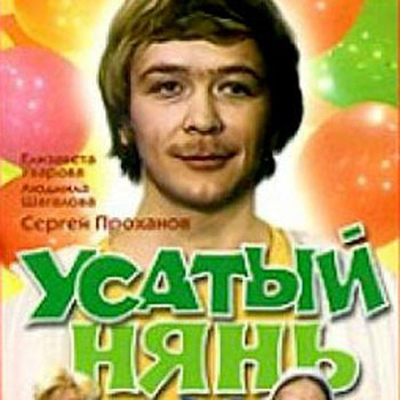 Елизавета
Уварова
Людмила
Шагалова
Сергей Проханов
УСАТЫЙ
НЯНЬ